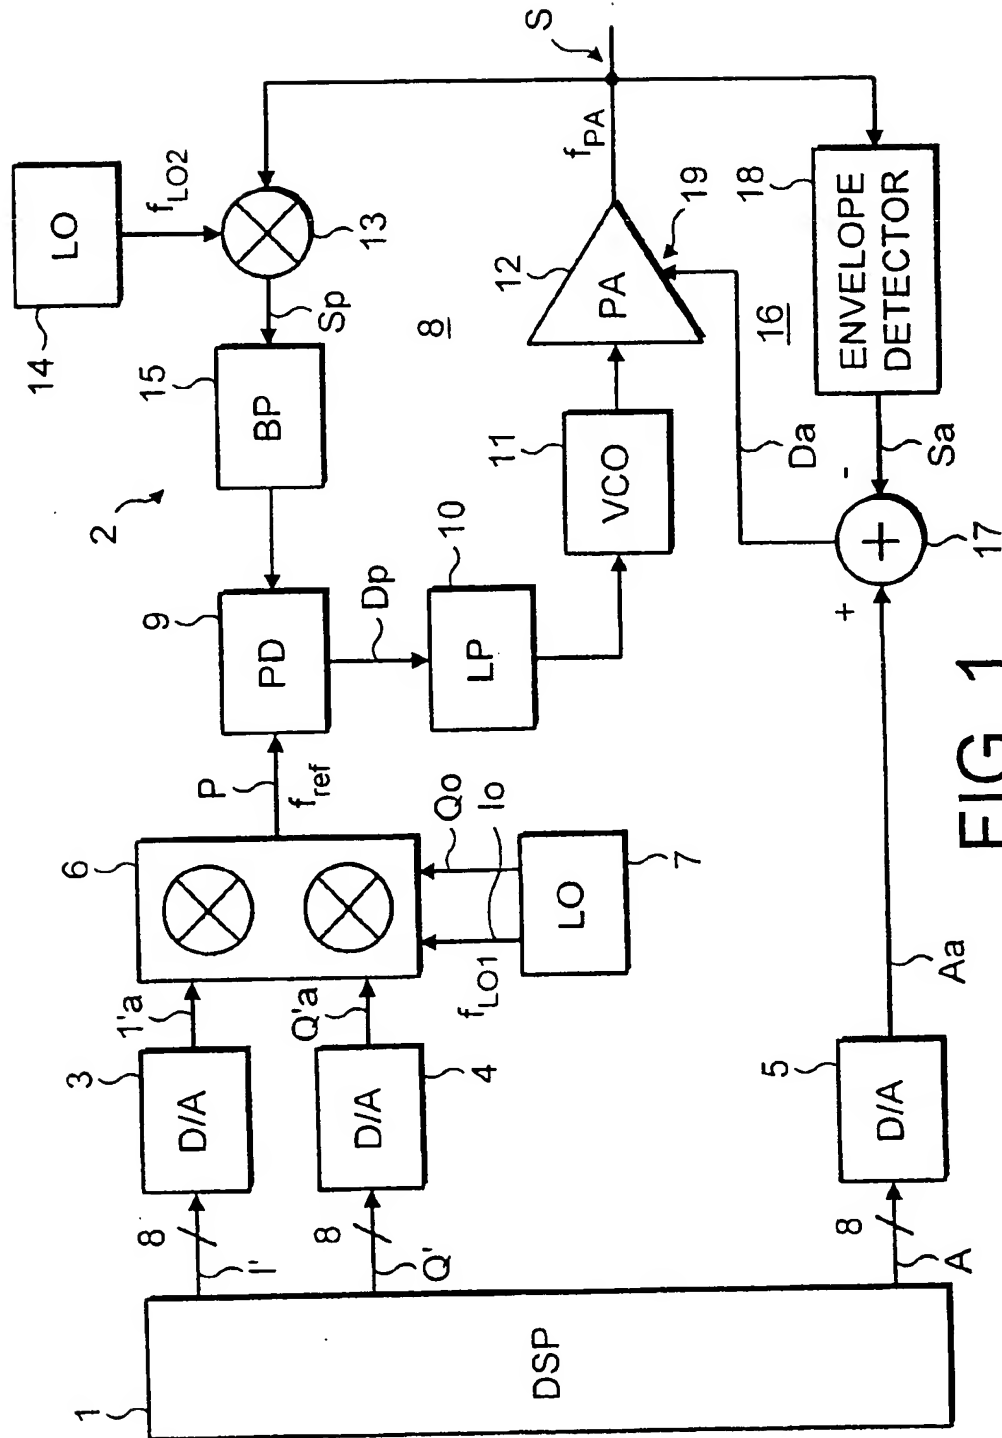 1
DSP
I'
8
3
D/A
1'a
Q'
8
4
D/A
Q'a
A
8
5
D/A
Aa
6
7
LO
f_LO1
Io
Qo
P
f_ref
9
PD
Dp
10
LP
2
15
BP
Sp
13
14
LO
f_LO2
8
11
VCO
12
PA
19
f_PA
S
16
Da
17
+
+
-
Sa
18
ENVELOPE
DETECTOR
FIG. 1